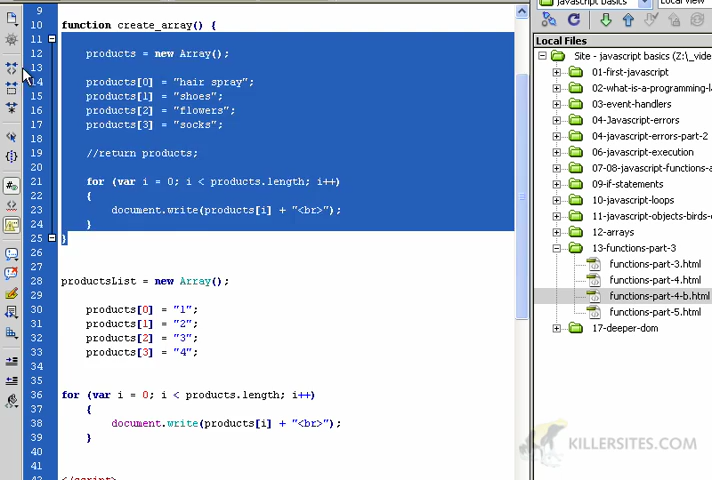 javascript basics
Local view
Local Files
Site - javascript basics (Z:\_vide
01-first-javascript
02-what-is-a-programming-l
03-event-handlers
04-Javascript-errors
04-javascript-errors-part-2
06-javascript-execution
07-08-javascript-functions-a
09-if-statements
10-javascript-loops
11-javascript-objects-birds-
12-arrays
13-functions-part-3
functions-part-3.html
functions-part-4.html
functions-part-4-b.html
functions-part-5.html
17-deeper-dom
9
10 function create_array() {
11
12 products = new Array();
13
14 products[0] = "hair spray";
15 products[1] = "shoes";
16 products[2] = "flowers";
17 products[3] = "socks";
18
19 //return products;
20
21 for (var i = 0; i < products.length; i++)
22 {
23 document.write(products[i] + "<br>");
24 }
25 }
26
27
28 productsList = new Array();
29
30 products[0] = "1";
31 products[1] = "2";
32 products[2] = "3";
33 products[3] = "4";
34
35
36 for (var i = 0; i < products.length; i++)
37 {
38 document.write(products[i] + "<br>");
39 }
40
41
42 </script>
KILLERSITES.COM